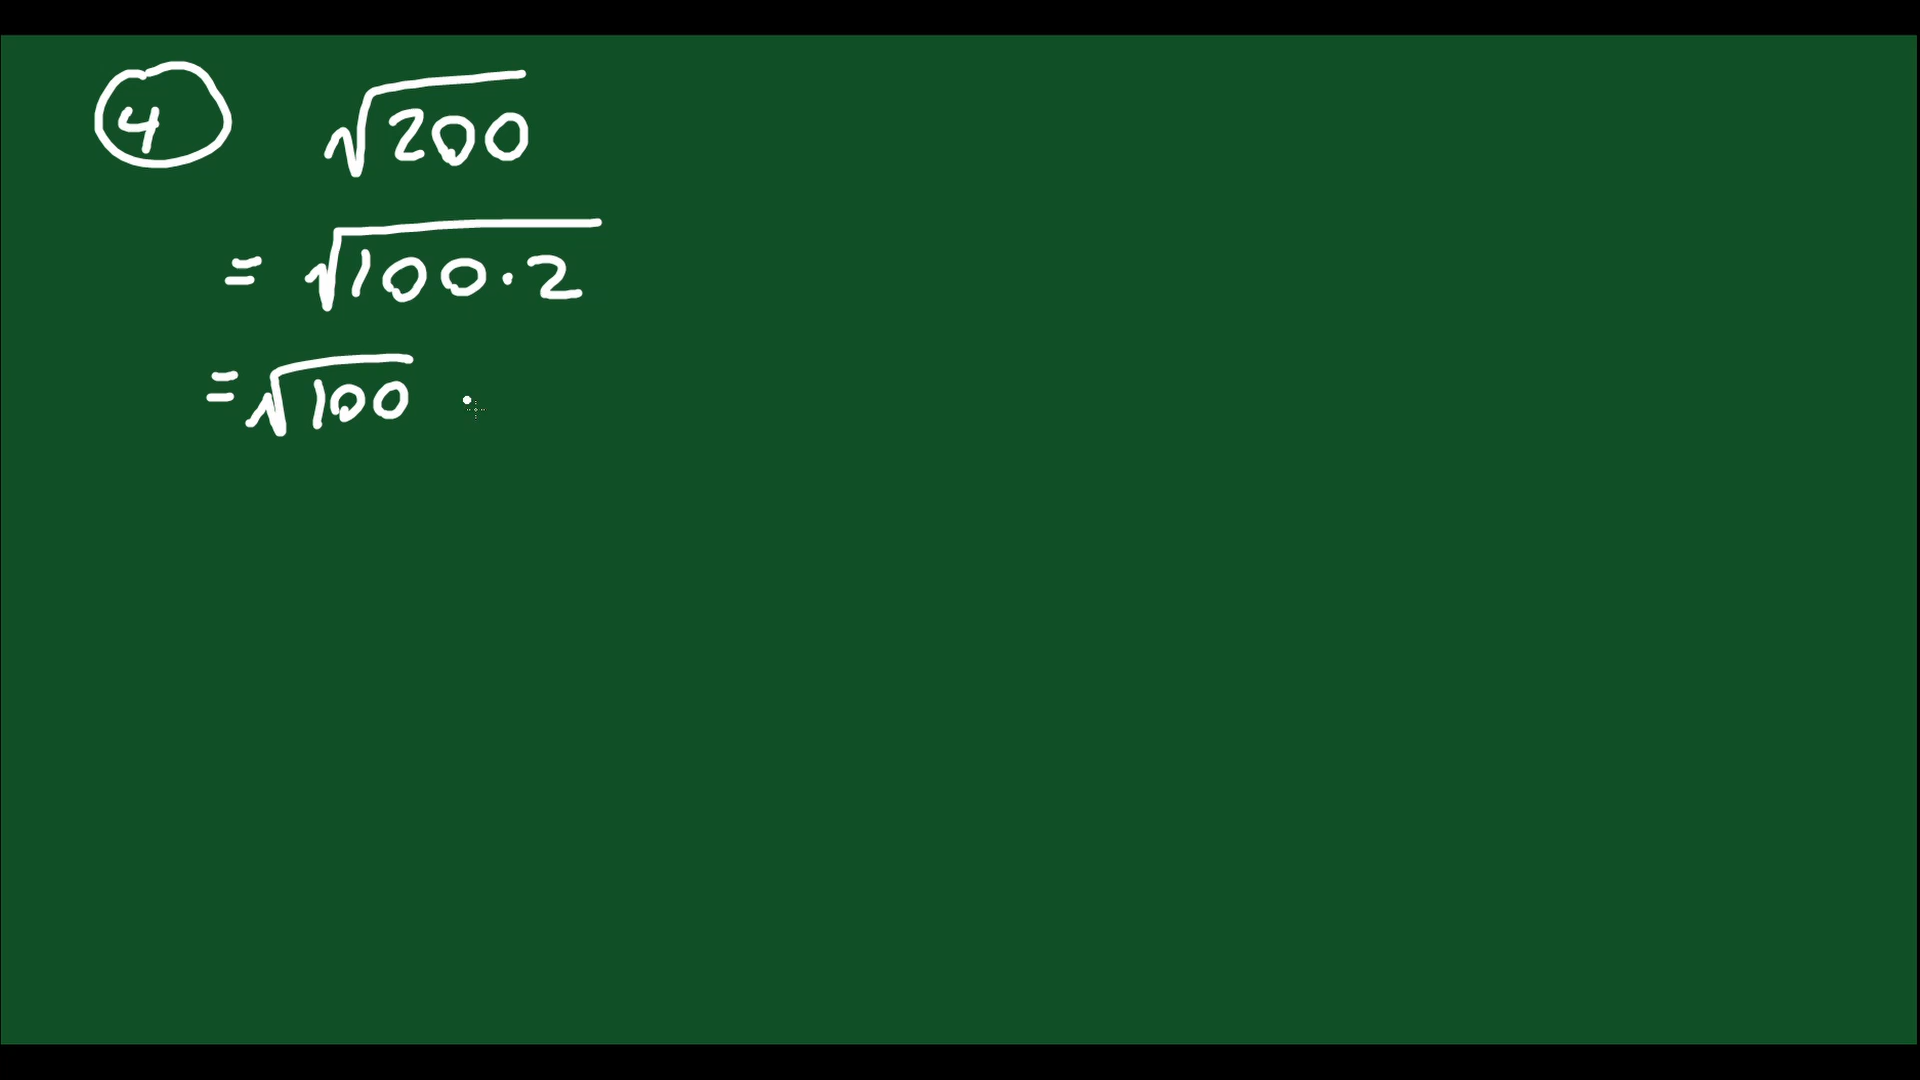 ④ √200
= √100·2
= √100 ·